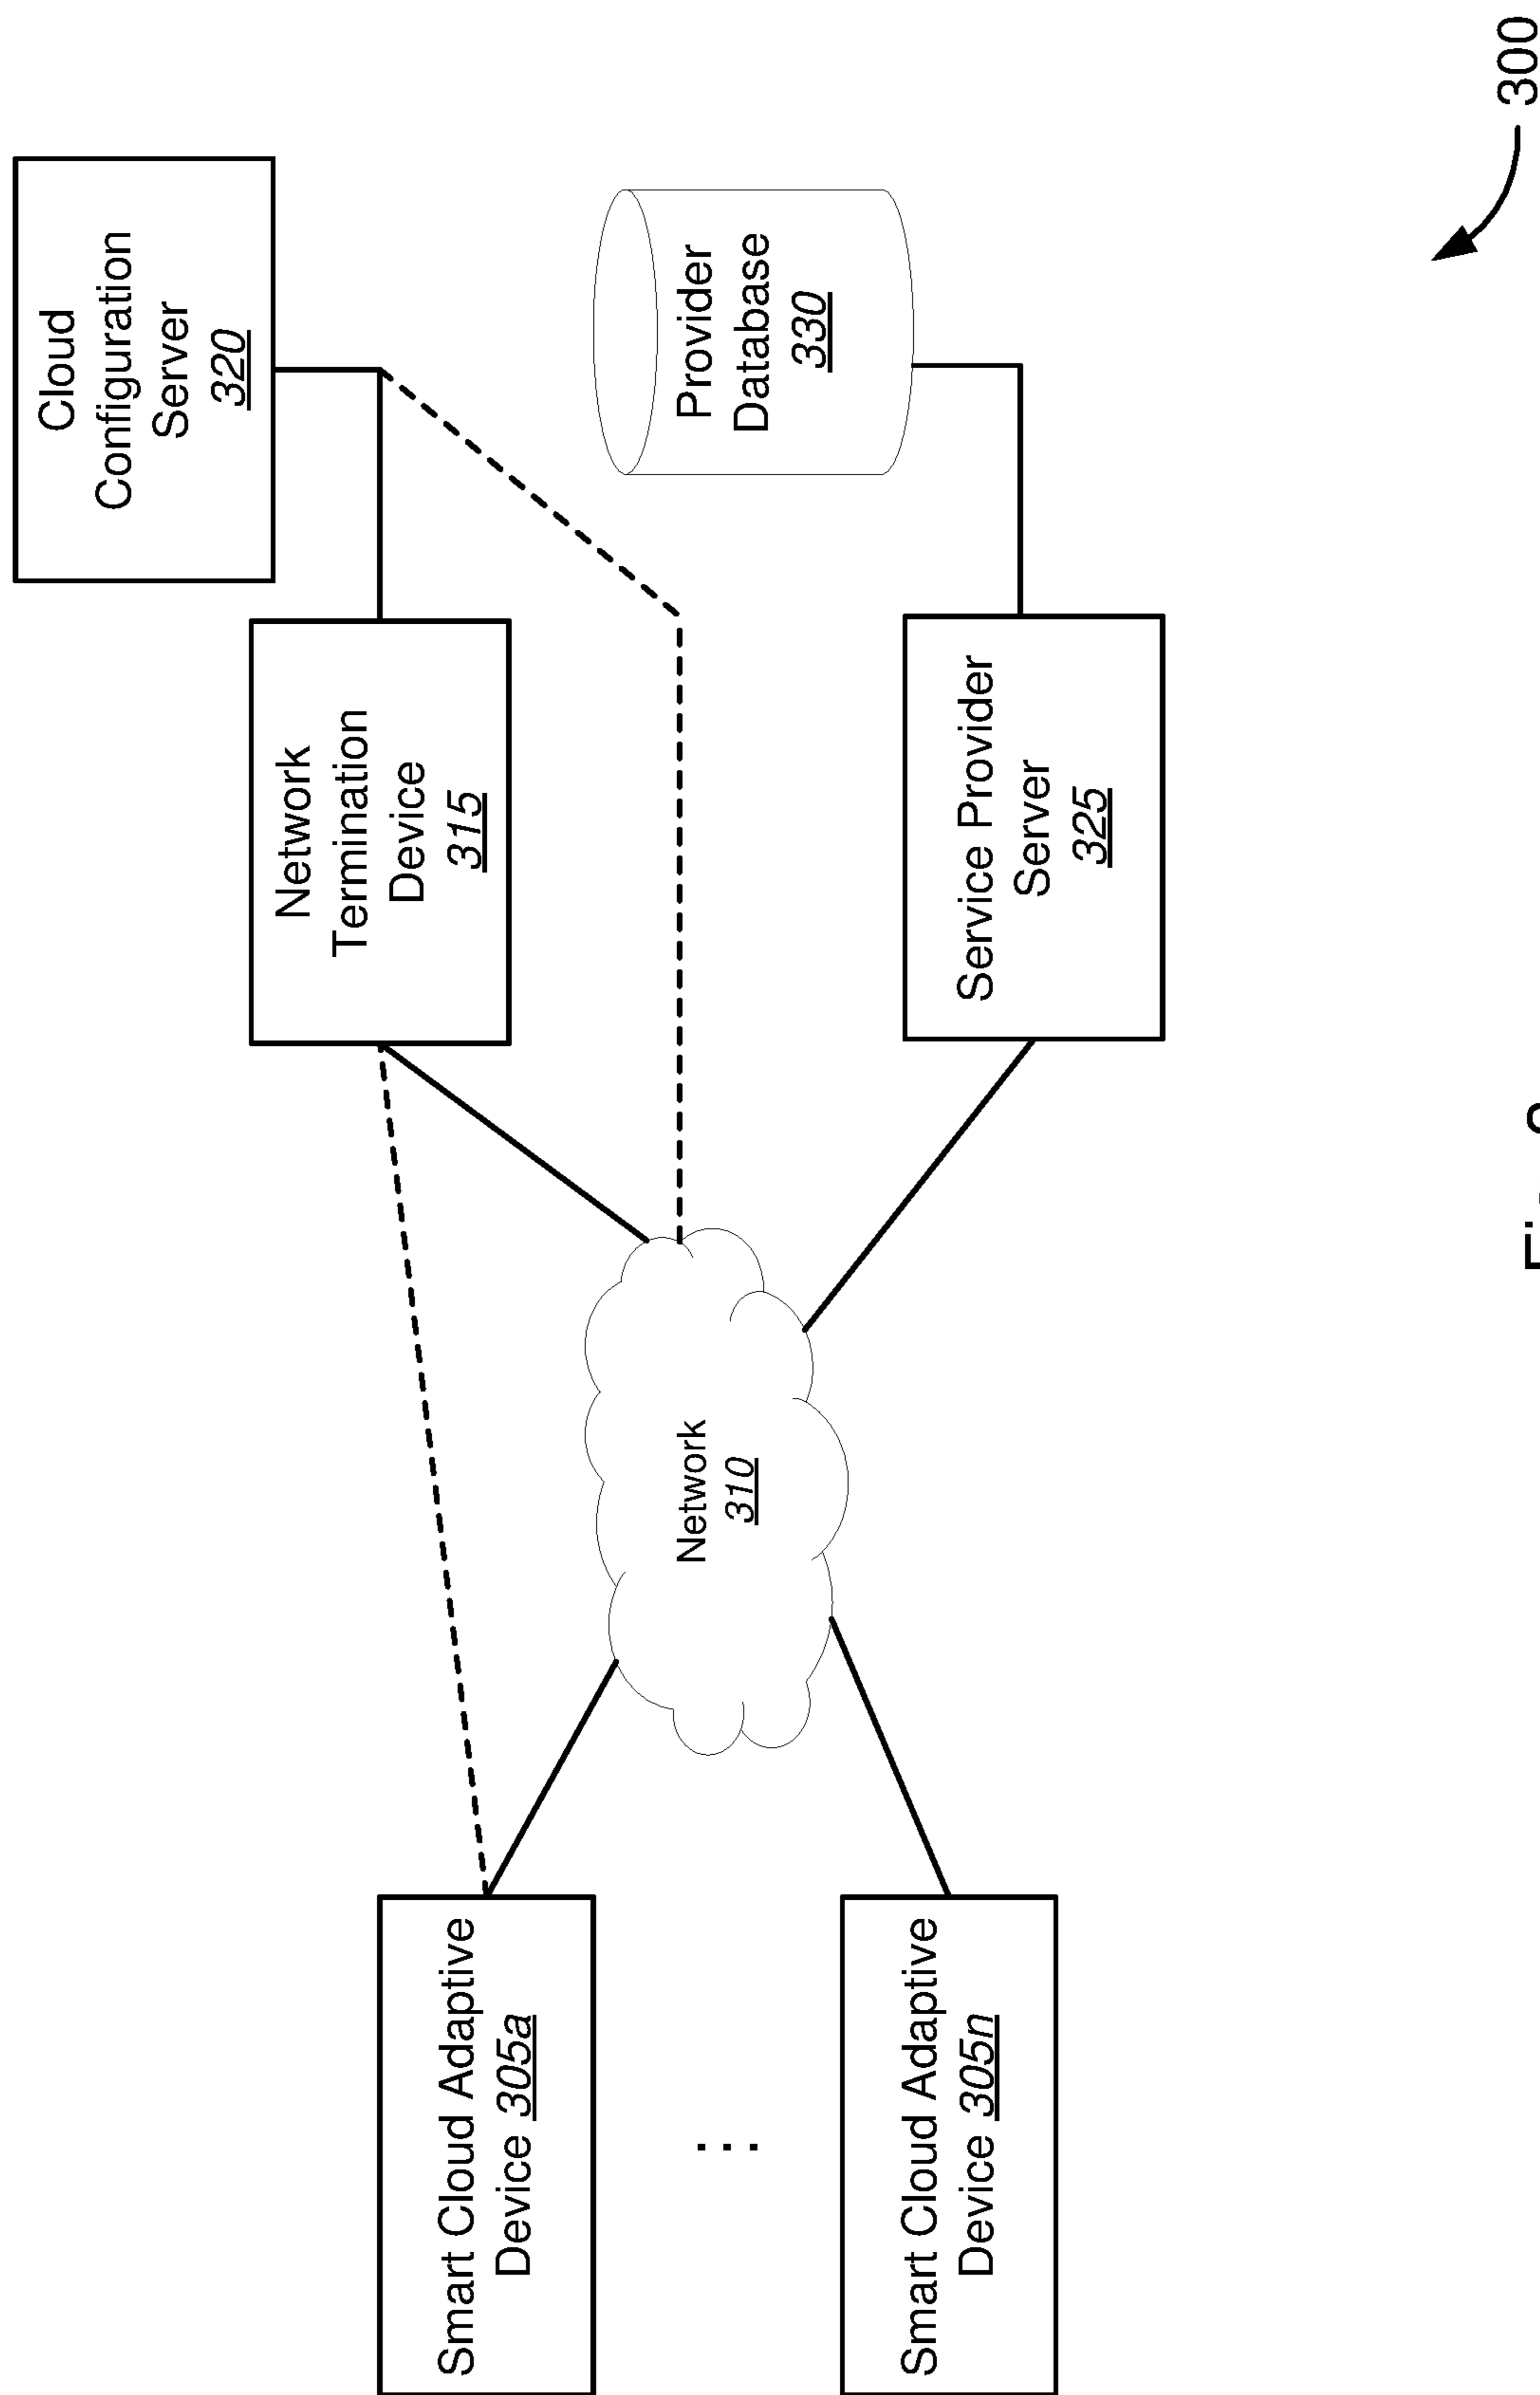 Cloud
Configuration
Server
320
Network
Termination
Device
315
Provider
Database
330
Service Provider
Server
325
Network
310
Smart Cloud Adaptive
Device 305a
...
Smart Cloud Adaptive
Device 305n
300
Fig.